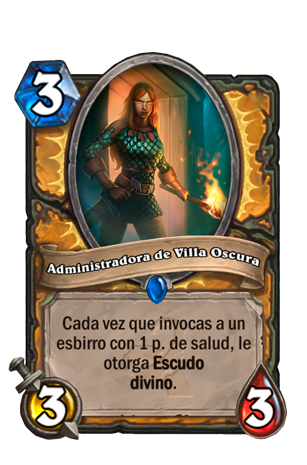 3
Administradora de Villa Oscura
Cada vez que invocas a un
esbirro con 1 p. de salud, le
otorga Escudo
divino.
3
3